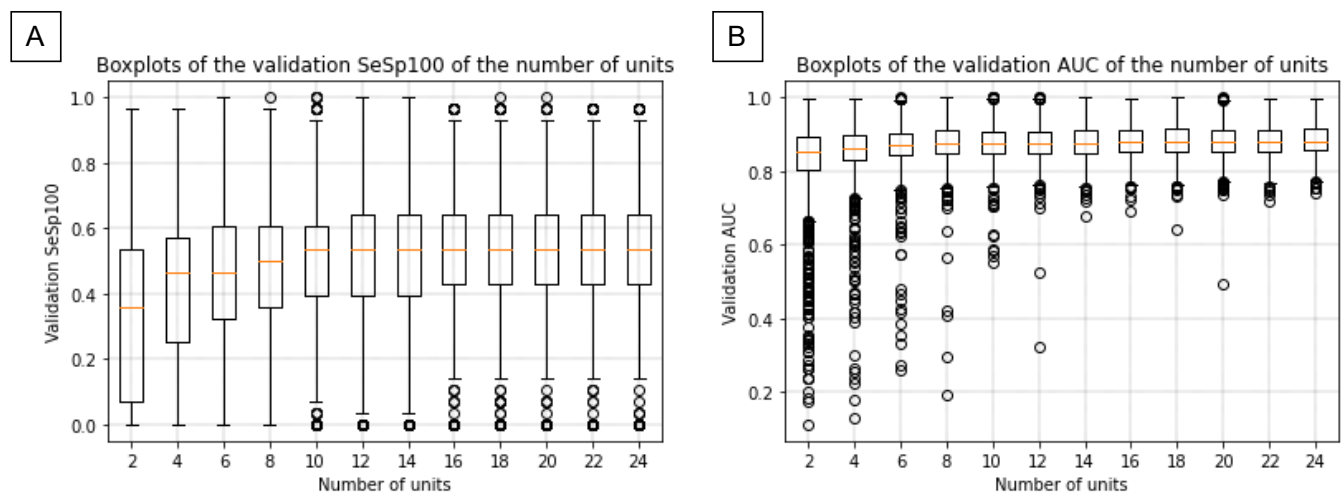 A
Boxplots of the validation SeSp100 of the number of units
1.0
0.8
0.6
0.4
0.2
0.0
Validation SeSp100
2 4 6 8 10 12 14 16 18 20 22 24
Number of units
B
Boxplots of the validation AUC of the number of units
1.0
0.8
0.6
0.4
0.2
Validation AUC
2 4 6 8 10 12 14 16 18 20 22 24
Number of units